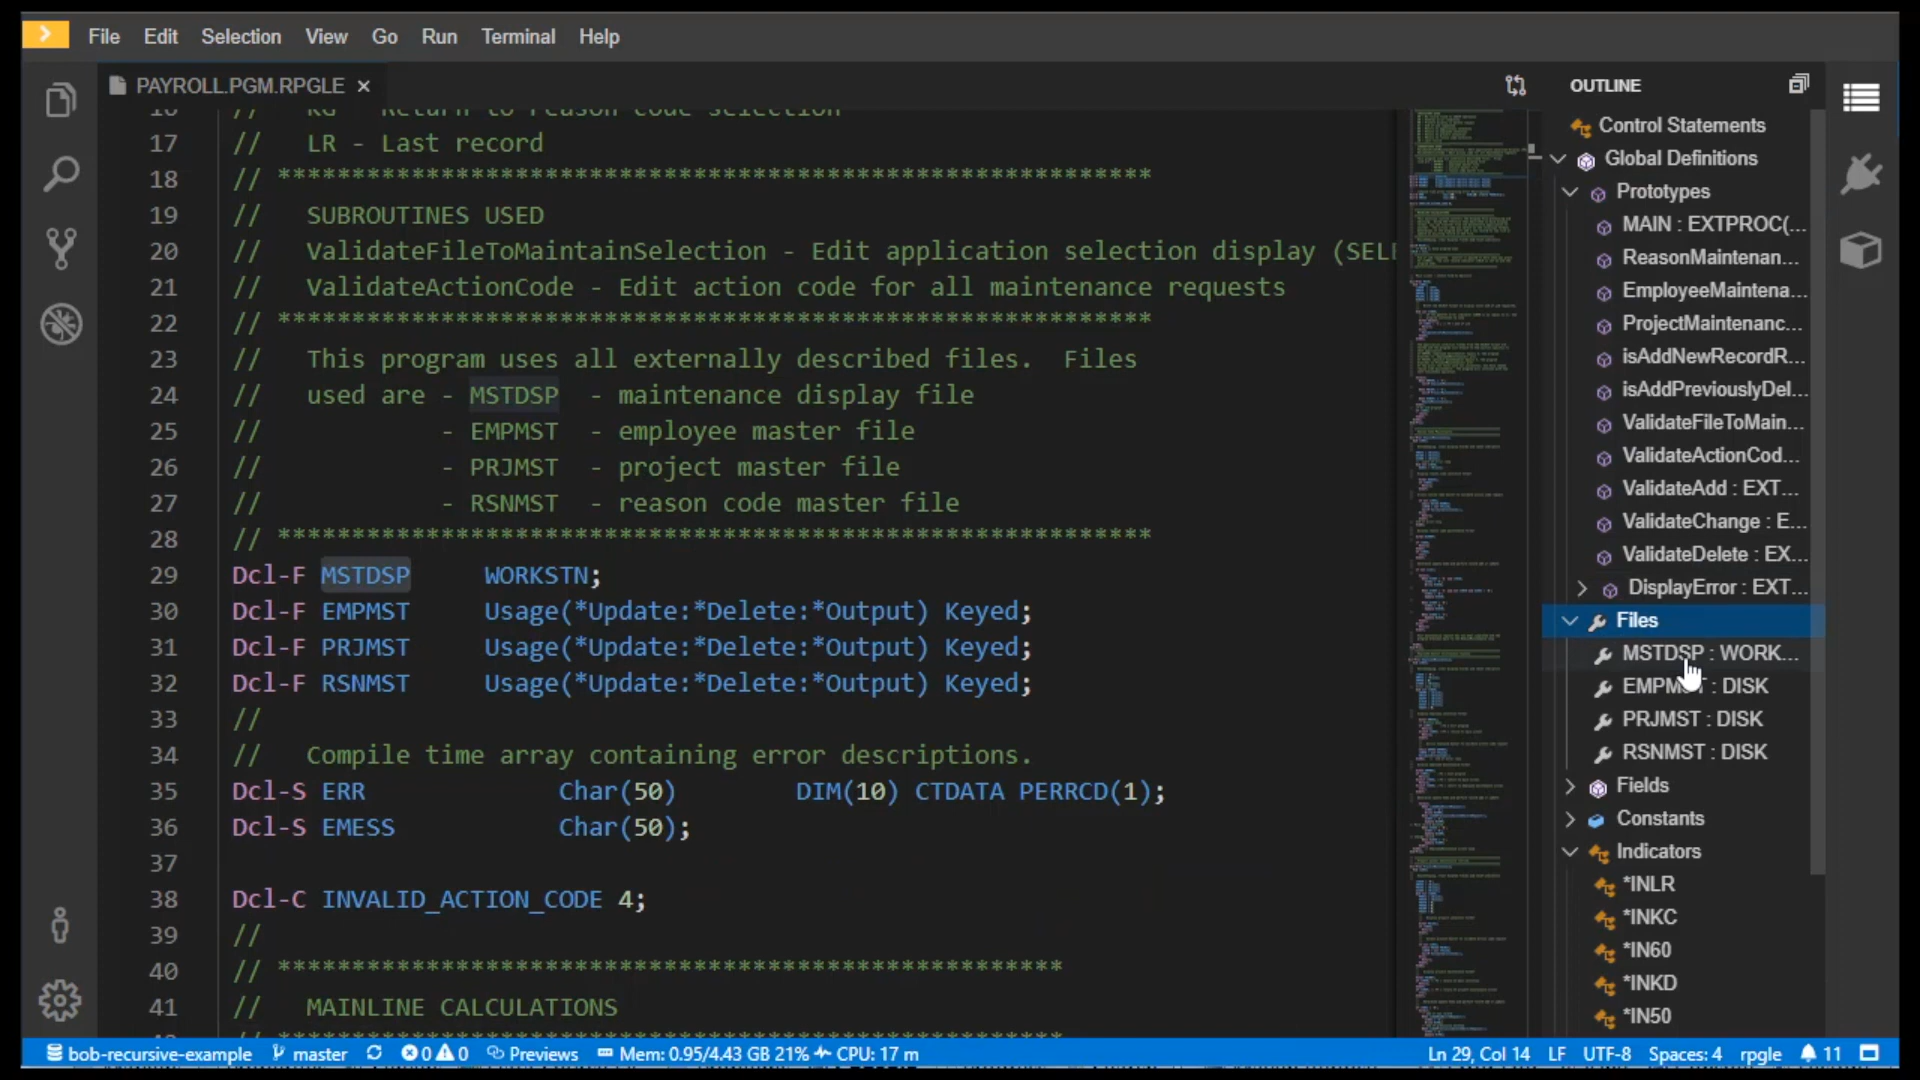 File Edit Selection View Go Run Terminal Help
PAYROLL.PGM.RPGLE
16 // KG - Return to reason code selection
17 // LR - Last record
18 // ***********************************************************
19 // SUBROUTINES USED
20 // ValidateFileToMaintainSelection - Edit application selection display (SELE
21 // ValidateActionCode - Edit action code for all maintenance requests
22 // ***********************************************************
23 // This program uses all externally described files. Files
24 // used are - MSTDSP - maintenance display file
25 // - EMPMST - employee master file
26 // - PRJMST - project master file
27 // - RSNMST - reason code master file
28 // ***********************************************************
29 Dcl-F MSTDSP WORKSTN;
30 Dcl-F EMPMST Usage(*Update:*Delete:*Output) Keyed;
31 Dcl-F PRJMST Usage(*Update:*Delete:*Output) Keyed;
32 Dcl-F RSNMST Usage(*Update:*Delete:*Output) Keyed;
33 //
34 // Compile time array containing error descriptions.
35 Dcl-S ERR Char(50) DIM(10) CTDATA PERRCD(1);
36 Dcl-S EMESS Char(50);
37
38 Dcl-C INVALID_ACTION_CODE 4;
39 //
40 // *****************************************************
41 // MAINLINE CALCULATIONS
// *****************************************************
OUTLINE
Control Statements
Global Definitions
Prototypes
MAIN : EXTPROC(...
ReasonMaintenan...
EmployeeMaintena...
ProjectMaintenanc...
isAddNewRecordR...
isAddPreviouslyDel...
ValidateFileToMain...
ValidateActionCod...
ValidateAdd : EXT...
ValidateChange : E...
ValidateDelete : EX...
DisplayError : EXT...
Files
MSTDSP : WORK...
EMPMST : DISK
PRJMST : DISK
RSNMST : DISK
Fields
Constants
Indicators
*INLR
*INKC
*IN60
*INKD
*IN50
bob-recursive-example master 0 0 Previews Mem: 0.95/4.43 GB 21% CPU: 17 m Ln 29, Col 14 LF UTF-8 Spaces: 4 rpgle 11